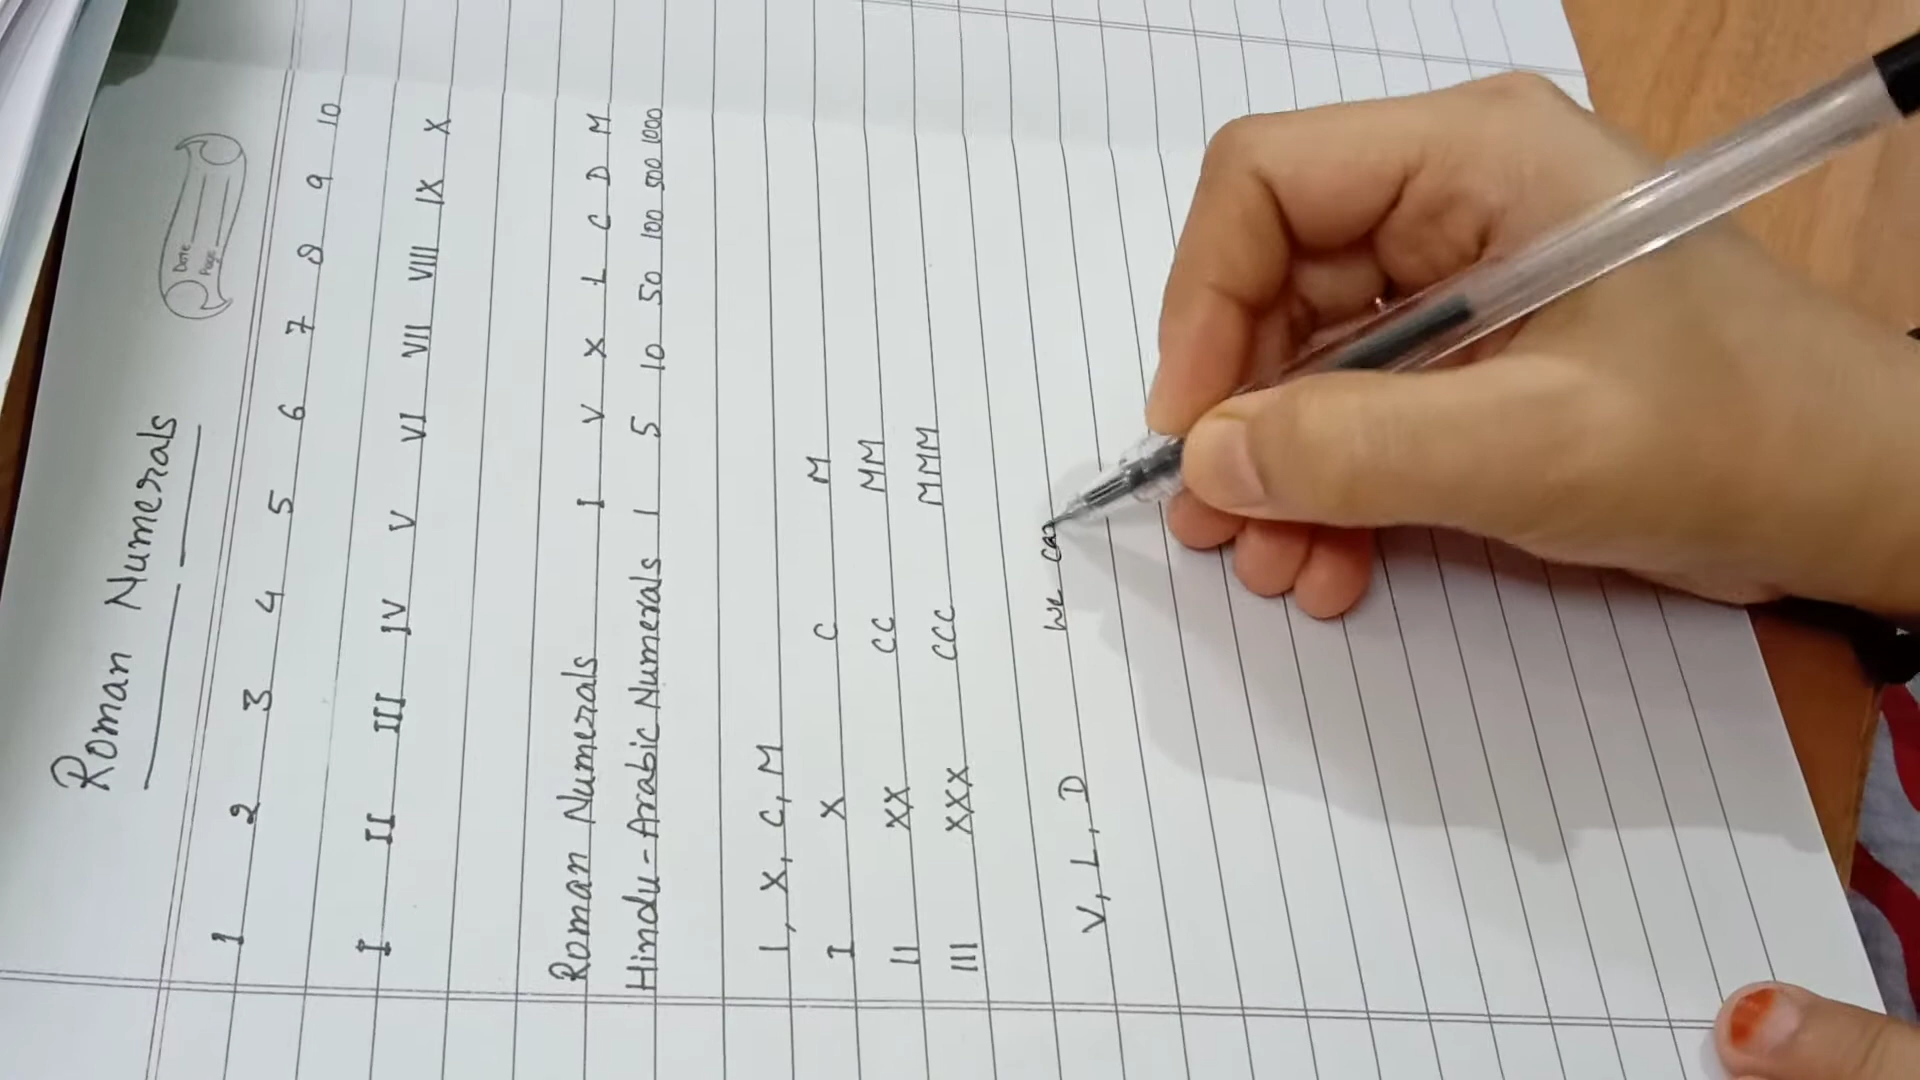 Date
Page
Roman Numerals
1 2 3 4 5 6 7 8 9 10
I II III IV V VI VII VIII IX X
Roman Numerals I V X L C D M
Hindu-Arabic Numerals 1 5 10 50 100 500 1000
I, X, C, M
I X C M
II XX CC MM
III XXX CCC MMM
V, L, D We can